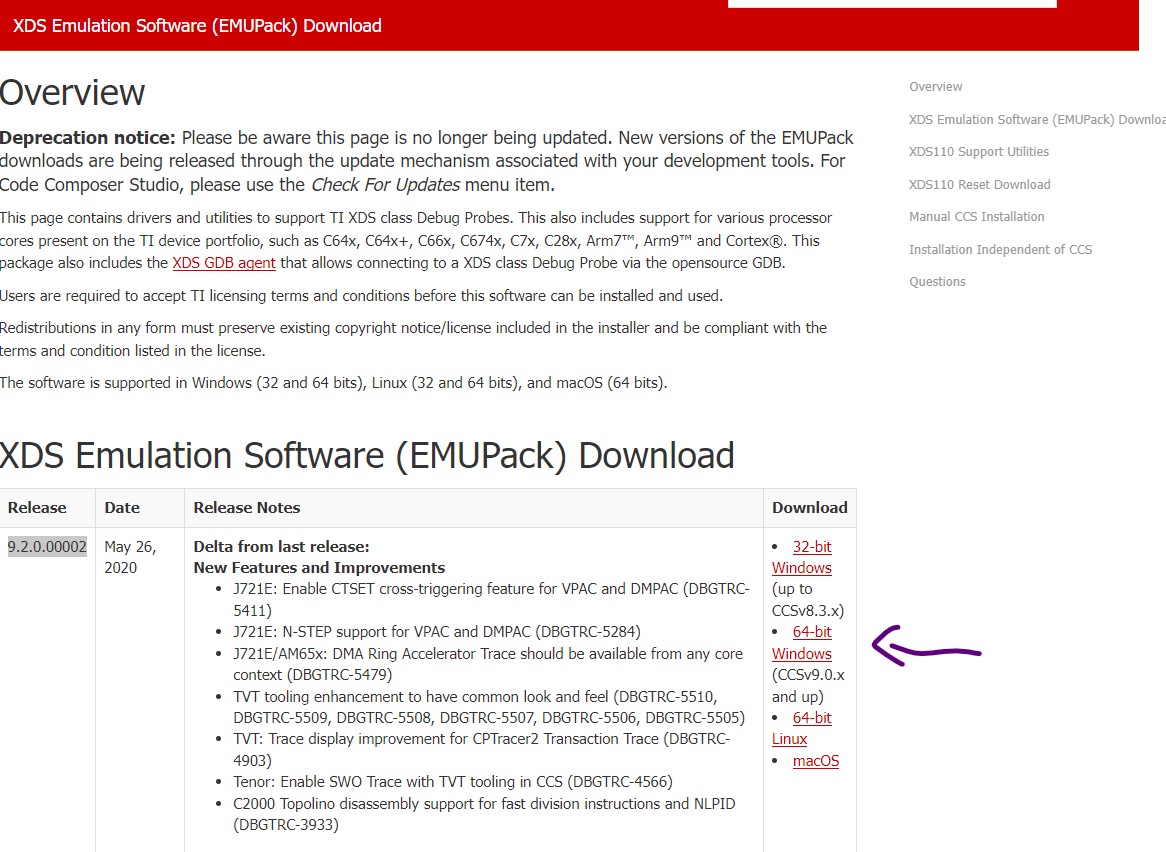 XDS Emulation Software (EMUPack) Download
Overview
Deprecation notice: Please be aware this page is no longer being updated. New versions of the EMUPack
downloads are being released through the update mechanism associated with your development tools. For
Code Composer Studio, please use the Check For Updates menu item.
This page contains drivers and utilities to support TI XDS class Debug Probes. This also includes support for various processor
cores present on the TI device portfolio, such as C64x, C64x+, C66x, C674x, C7x, C28x, Arm7™, Arm9™ and Cortex®. This
package also includes the XDS GDB agent that allows connecting to a XDS class Debug Probe via the opensource GDB.
Users are required to accept TI licensing terms and conditions before this software can be installed and used.
Redistributions in any form must preserve existing copyright notice/license included in the installer and be compliant with the
terms and condition listed in the license.
The software is supported in Windows (32 and 64 bits), Linux (32 and 64 bits), and macOS (64 bits).
Overview
XDS Emulation Software (EMUPack) Downloa
XDS110 Support Utilities
XDS110 Reset Download
Manual CCS Installation
Installation Independent of CCS
Questions
XDS Emulation Software (EMUPack) Download
Release Date Release Notes Download
9.2.0.00002
May 26,
2020
Delta from last release:
New Features and Improvements
• J721E: Enable CTSET cross-triggering feature for VPAC and DMPAC (DBGTRC-
5411)
• J721E: N-STEP support for VPAC and DMPAC (DBGTRC-5284)
• J721E/AM65x: DMA Ring Accelerator Trace should be available from any core
context (DBGTRC-5479)
• TVT tooling enhancement to have common look and feel (DBGTRC-5510,
DBGTRC-5509, DBGTRC-5508, DBGTRC-5507, DBGTRC-5506, DBGTRC-5505)
• TVT: Trace display improvement for CPTracer2 Transaction Trace (DBGTRC-
4903)
• Tenor: Enable SWO Trace with TVT tooling in CCS (DBGTRC-4566)
• C2000 Topolino disassembly support for fast division instructions and NLPID
(DBGTRC-3933)
• 32-bit
Windows
(up to
CCSv8.3.x)
• 64-bit
Windows
(CCSv9.0.x
and up)
• 64-bit
Linux
• macOS